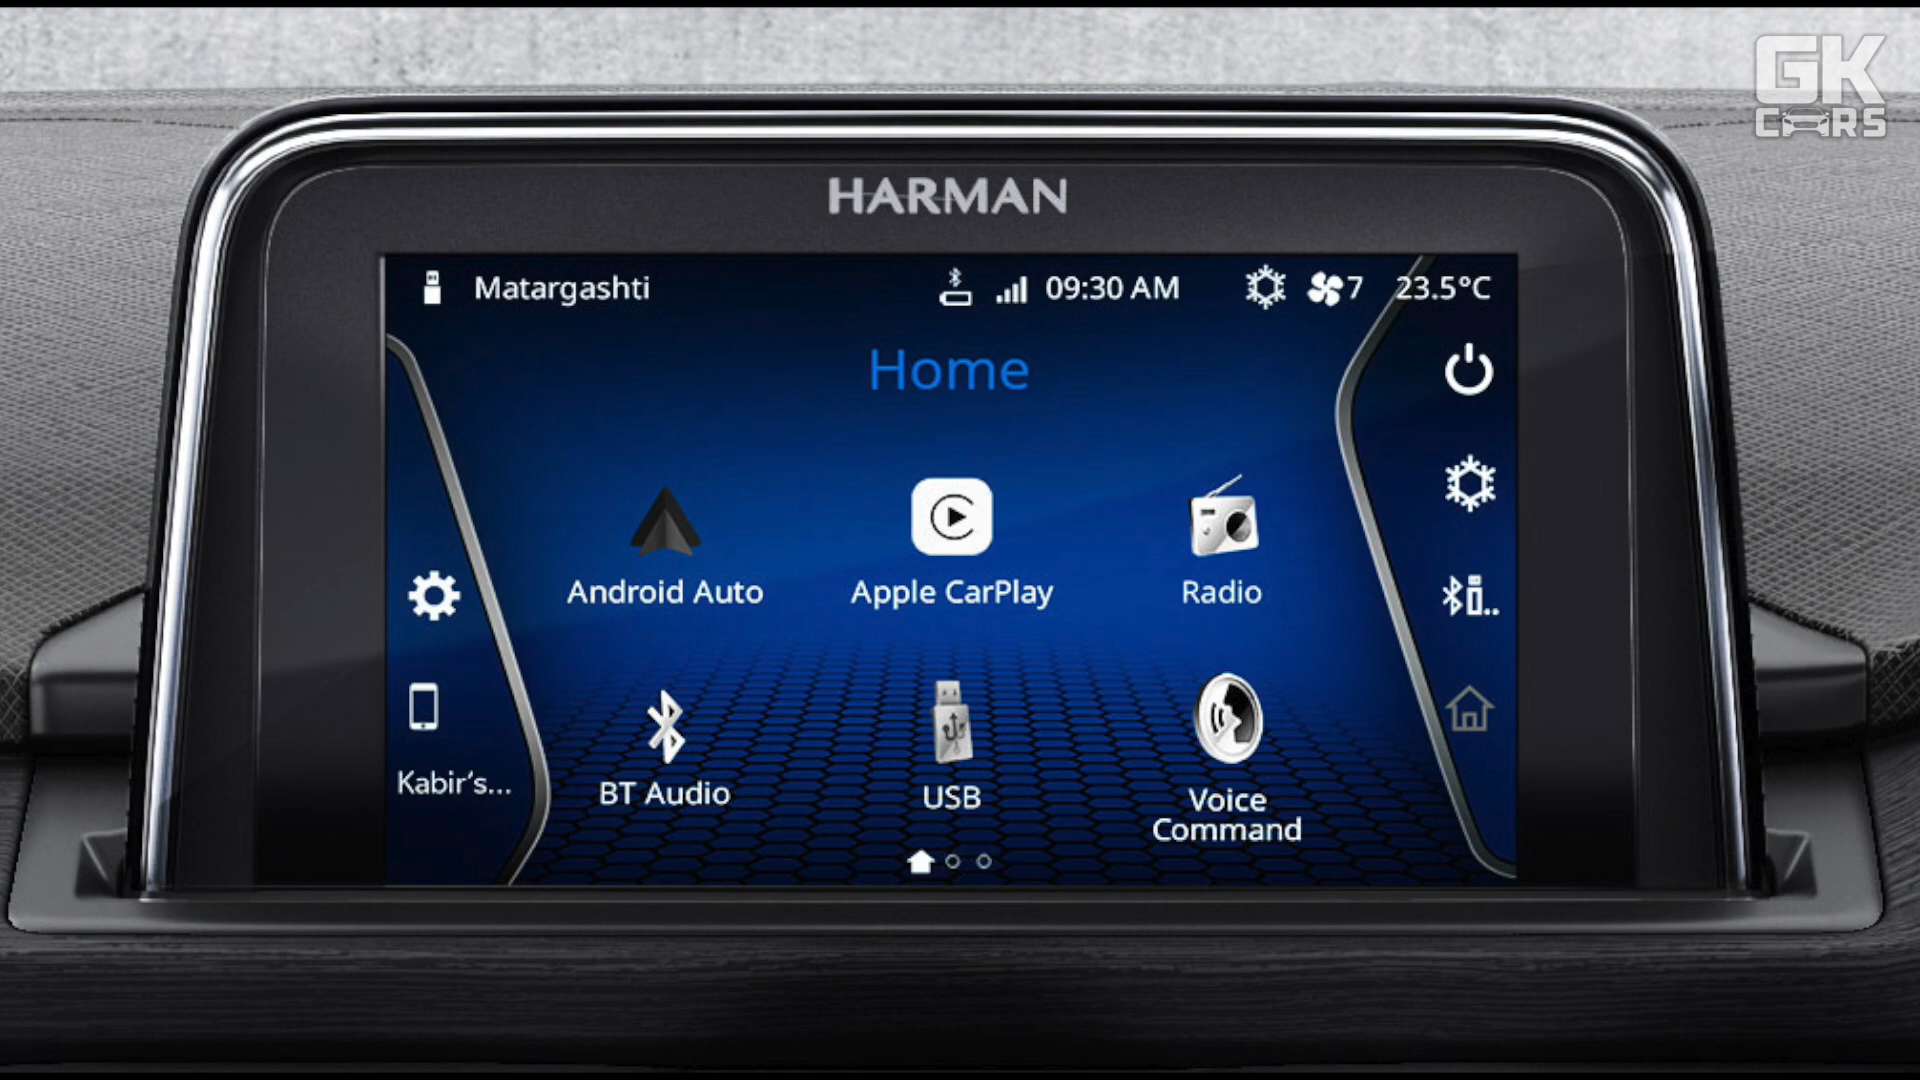 GK
CARS
HARMAN
Matargashti
09:30 AM
7
23.5°C
Home
Android Auto
Apple CarPlay
Radio
Kabir's...
BT Audio
USB
Voice
Command